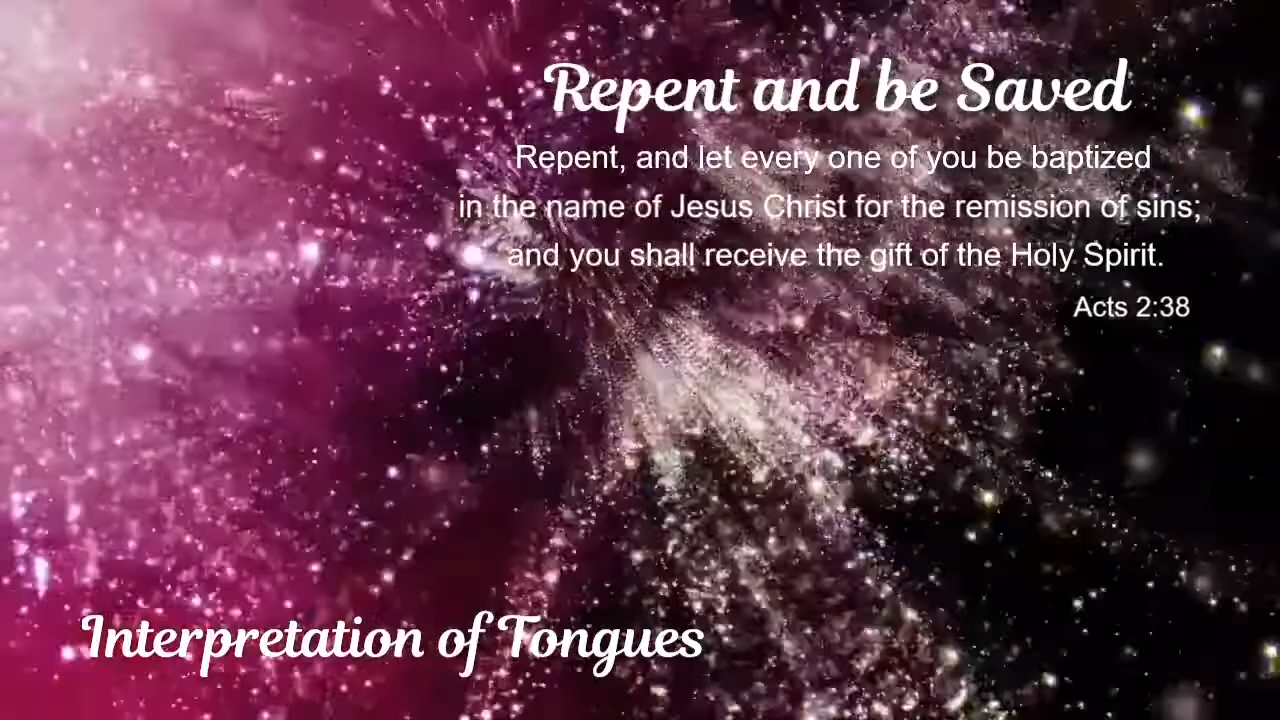 Repent and be Saved
Repent, and let every one of you be baptized
in the name of Jesus Christ for the remission of sins;
and you shall receive the gift of the Holy Spirit.
Acts 2:38
Interpretation of Tongues